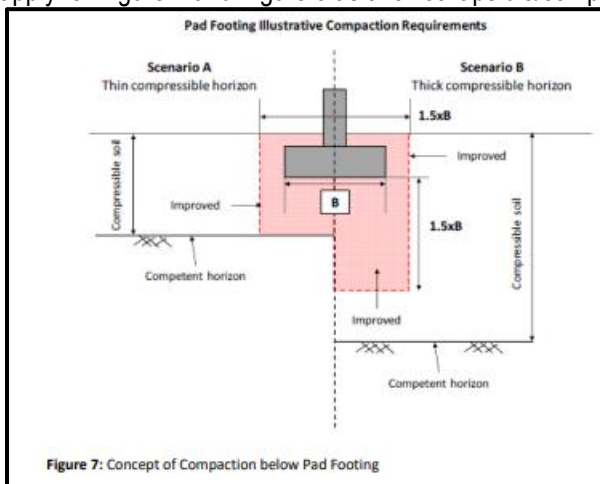 Pad Footing Illustrative Compaction Requirements
Scenario A
Thin compressible horizon
Scenario B
Thick compressible horizon
1.5xB
Compressible soil
Improved
Improved
B
1.5xB
Compressible soil
Competent horizon
Improved
Competent horizon
Figure 7: Concept of Compaction below Pad Footing